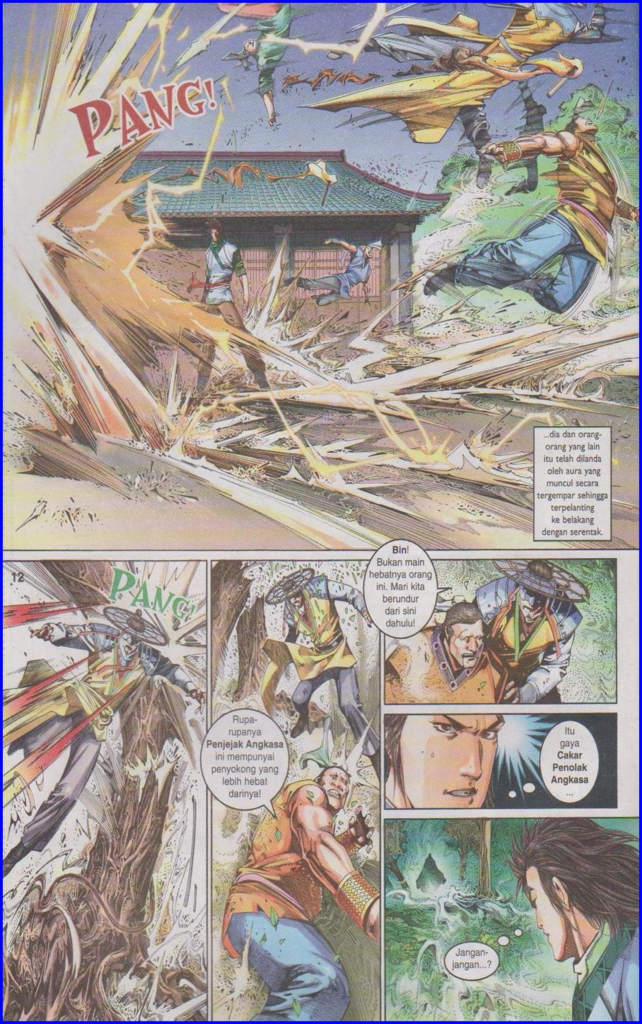 PANG!
...dia dan orang-
orang yang lain
itu telah dilanda
oleh aura yang
muncul secara
tergempar sehingga
terpelanting
ke belakang
dengan serentak.
12
PANG!
Rupa-
rupanya
Penjejak Angkasa
ini mempunyai
penyokong yang
lebih hebat
darinya!
Bin!
Bukan main
hebatnya orang
ini. Mari kita
berundur
dari sini
dahulu!
Itu
gaya
Cakar
Penolak
Angkasa
...
Jangan-
jangan...?